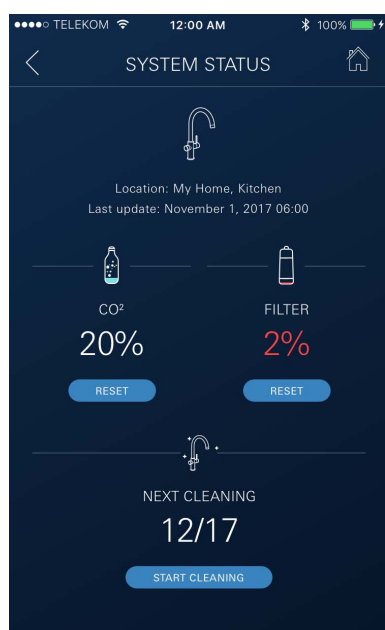 TELEKOM 12:00 AM 100%
SYSTEM STATUS
Location: My Home, Kitchen
Last update: November 1, 2017 06:00
CO² FILTER
20% 2%
RESET RESET
NEXT CLEANING
12/17
START CLEANING